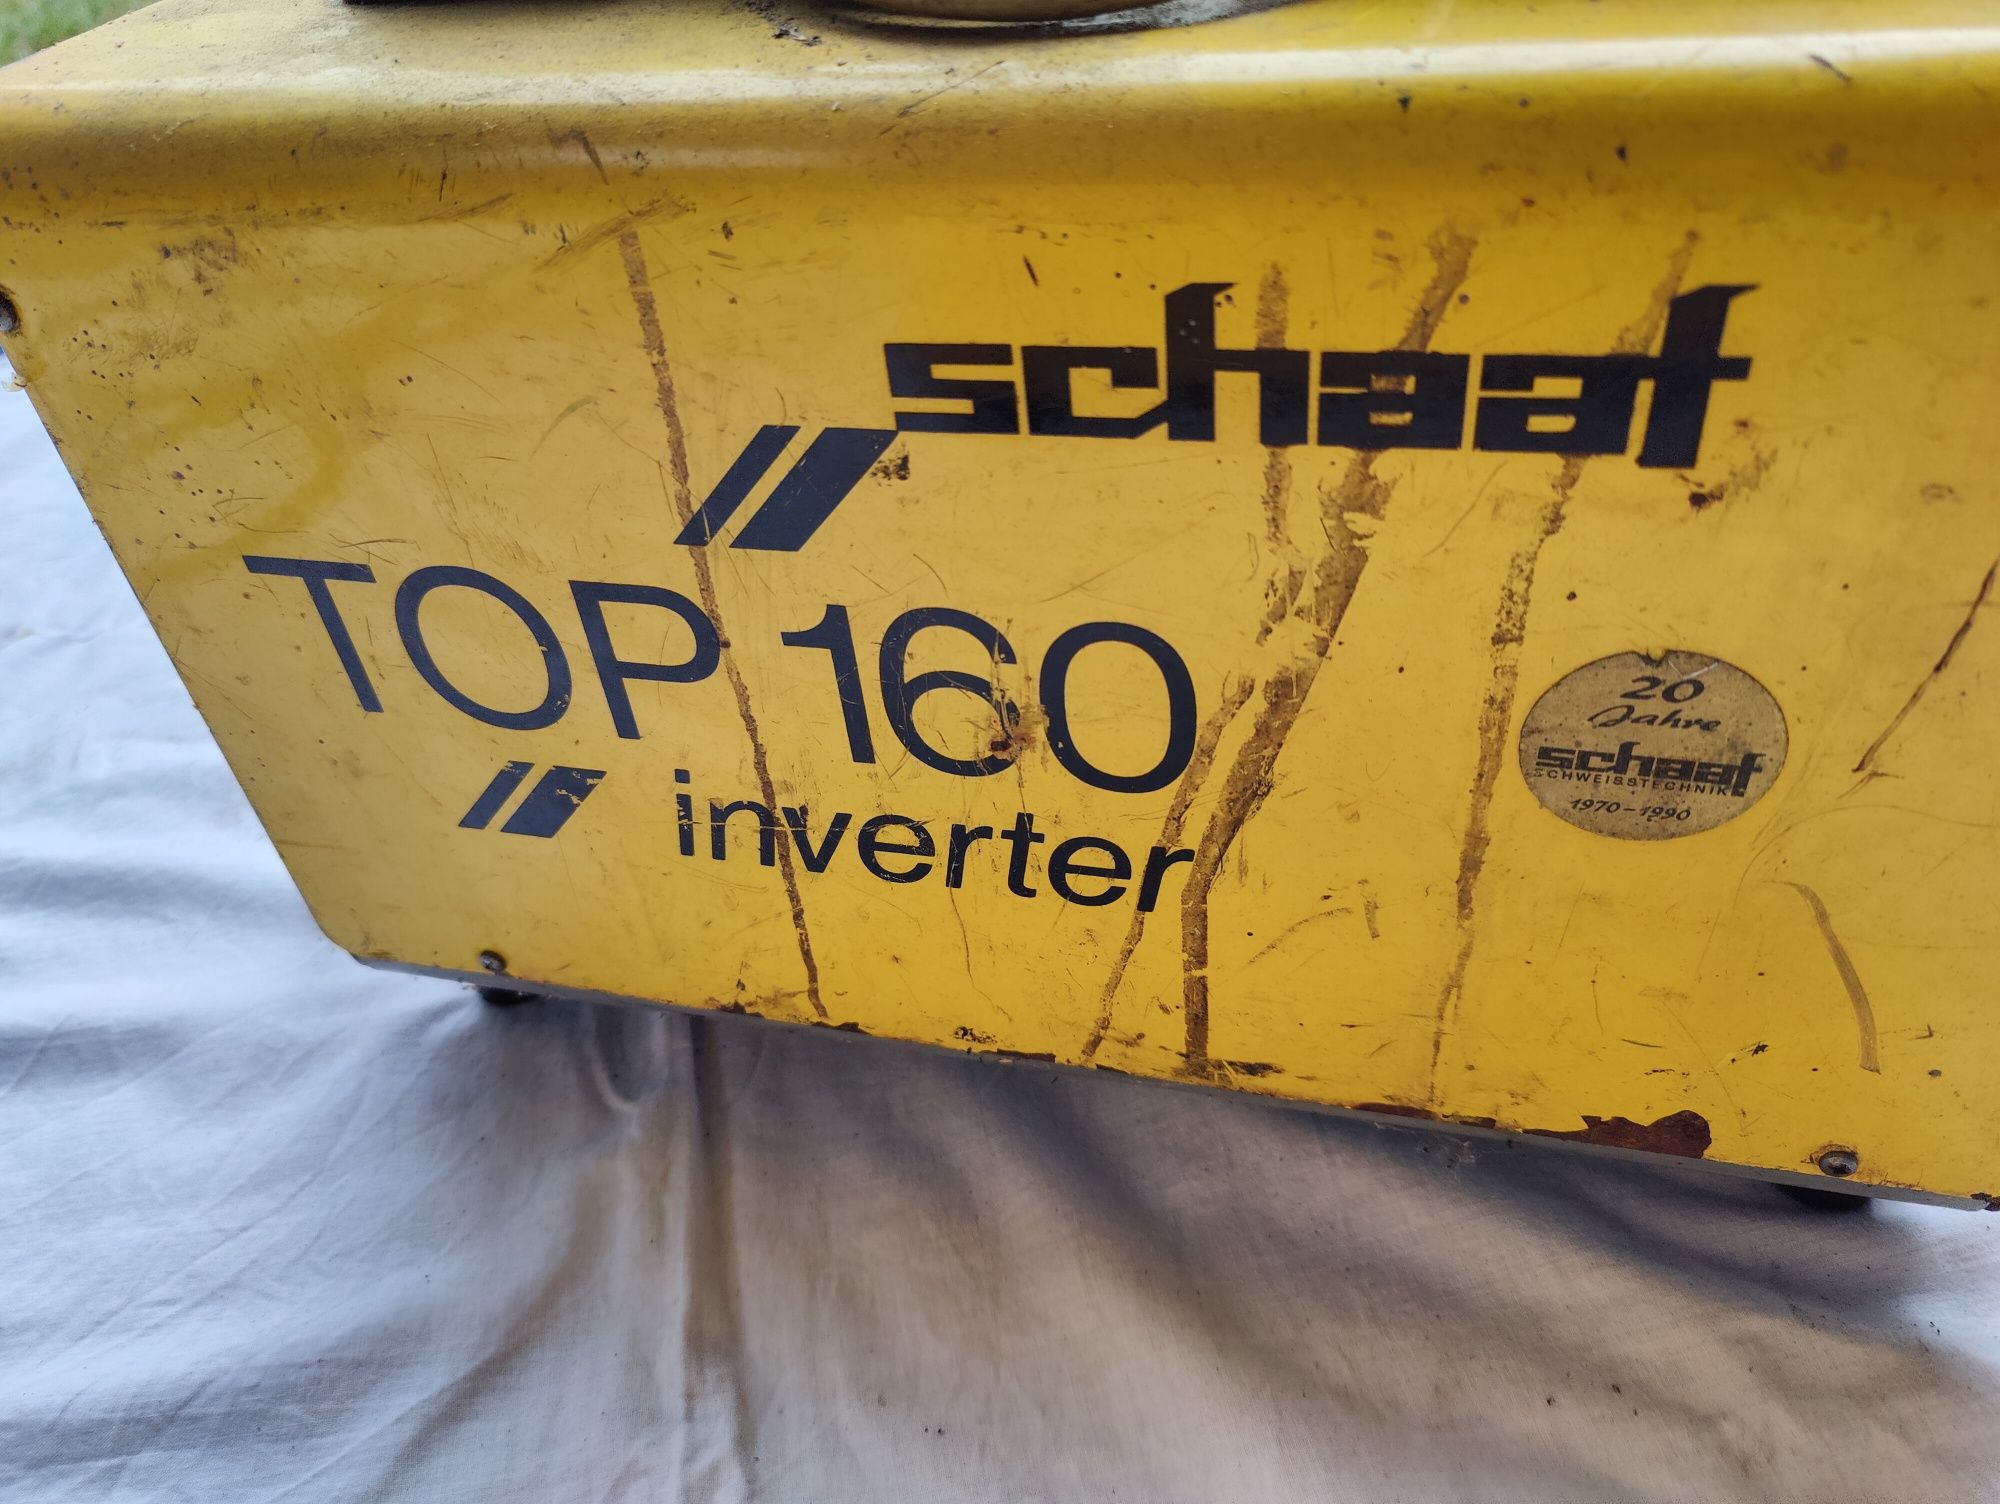 schaaf
TOP 160
inverter
20
Jahre
schaaf
SCHWEISSTECHNIK
1970-1990